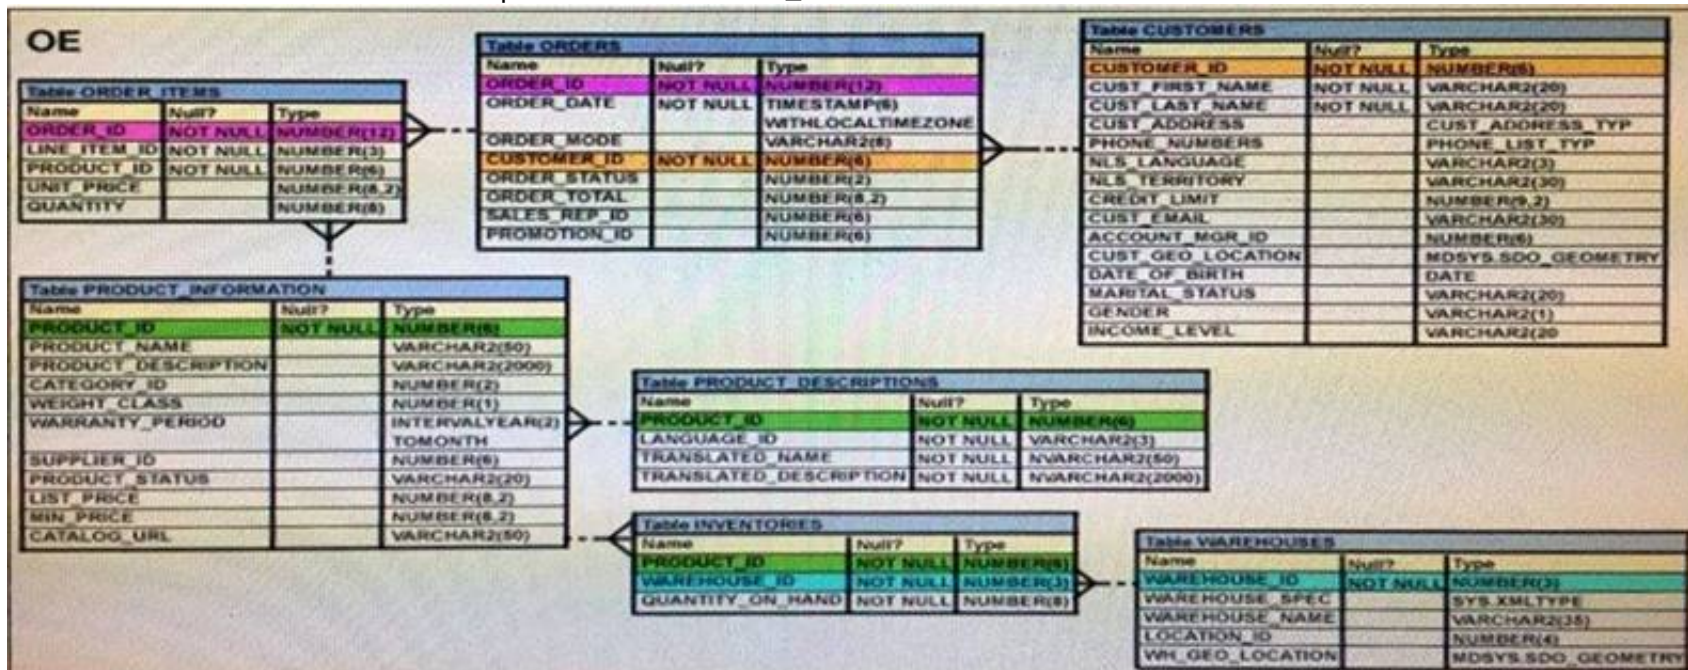 OE
Table ORDER_ITEMS
Name Null? Type
ORDER_ID NOT NULL NUMBER(12)
LINE_ITEM_ID NOT NULL NUMBER(3)
PRODUCT_ID NOT NULL NUMBER(6)
UNIT_PRICE NUMBER(8,2)
QUANTITY NUMBER(8)
Table ORDERS
Name Null? Type
ORDER_ID NOT NULL NUMBER(12)
ORDER_DATE NOT NULL TIMESTAMP(6)
WITHLOCALTIMEZONE
ORDER_MODE VARCHAR2(8)
CUSTOMER_ID NOT NULL NUMBER(6)
ORDER_STATUS NUMBER(2)
ORDER_TOTAL NUMBER(8,2)
SALES_REP_ID NUMBER(6)
PROMOTION_ID NUMBER(6)
Table CUSTOMERS
Name Null? Type
CUSTOMER_ID NOT NULL NUMBER(6)
CUST_FIRST_NAME NOT NULL VARCHAR2(20)
CUST_LAST_NAME NOT NULL VARCHAR2(20)
CUST_ADDRESS CUST_ADDRESS_TYP
PHONE_NUMBERS PHONE_LIST_TYP
NLS_LANGUAGE VARCHAR2(3)
NLS_TERRITORY VARCHAR2(30)
CREDIT_LIMIT NUMBER(9,2)
CUST_EMAIL VARCHAR2(30)
ACCOUNT_MGR_ID NUMBER(6)
CUST_GEO_LOCATION MDSYS.SDO_GEOMETRY
DATE_OF_BIRTH DATE
MARITAL_STATUS VARCHAR2(20)
GENDER VARCHAR2(1)
INCOME_LEVEL VARCHAR2(20
Table PRODUCT_INFORMATION
Name Null? Type
PRODUCT_ID NOT NULL NUMBER(6)
PRODUCT_NAME VARCHAR2(50)
PRODUCT_DESCRIPTION VARCHAR2(2000)
CATEGORY_ID NUMBER(2)
WEIGHT_CLASS NUMBER(1)
WARRANTY_PERIOD INTERVALYEAR(2)
TOMONTH
SUPPLIER_ID NUMBER(6)
PRODUCT_STATUS VARCHAR2(20)
LIST_PRICE NUMBER(8,2)
MIN_PRICE NUMBER(8,2)
CATALOG_URL VARCHAR2(50)
Table PRODUCT_DESCRIPTIONS
Name Null? Type
PRODUCT_ID NOT NULL NUMBER(6)
LANGUAGE_ID NOT NULL VARCHAR2(3)
TRANSLATED_NAME NOT NULL NVARCHAR2(50)
TRANSLATED_DESCRIPTION NOT NULL NVARCHAR2(2000)
Table INVENTORIES
Name Null? Type
PRODUCT_ID NOT NULL NUMBER(6)
WAREHOUSE_ID NOT NULL NUMBER(3)
QUANTITY_ON_HAND NOT NULL NUMBER(8)
Table WAREHOUSES
Name Null? Type
WAREHOUSE_ID NOT NULL NUMBER(3)
WAREHOUSE_SPEC SYS.XMLTYPE
WAREHOUSE_NAME VARCHAR2(35)
LOCATION_ID NUMBER(4)
WH_GEO_LOCATION MDSYS.SDO_GEOMETRY